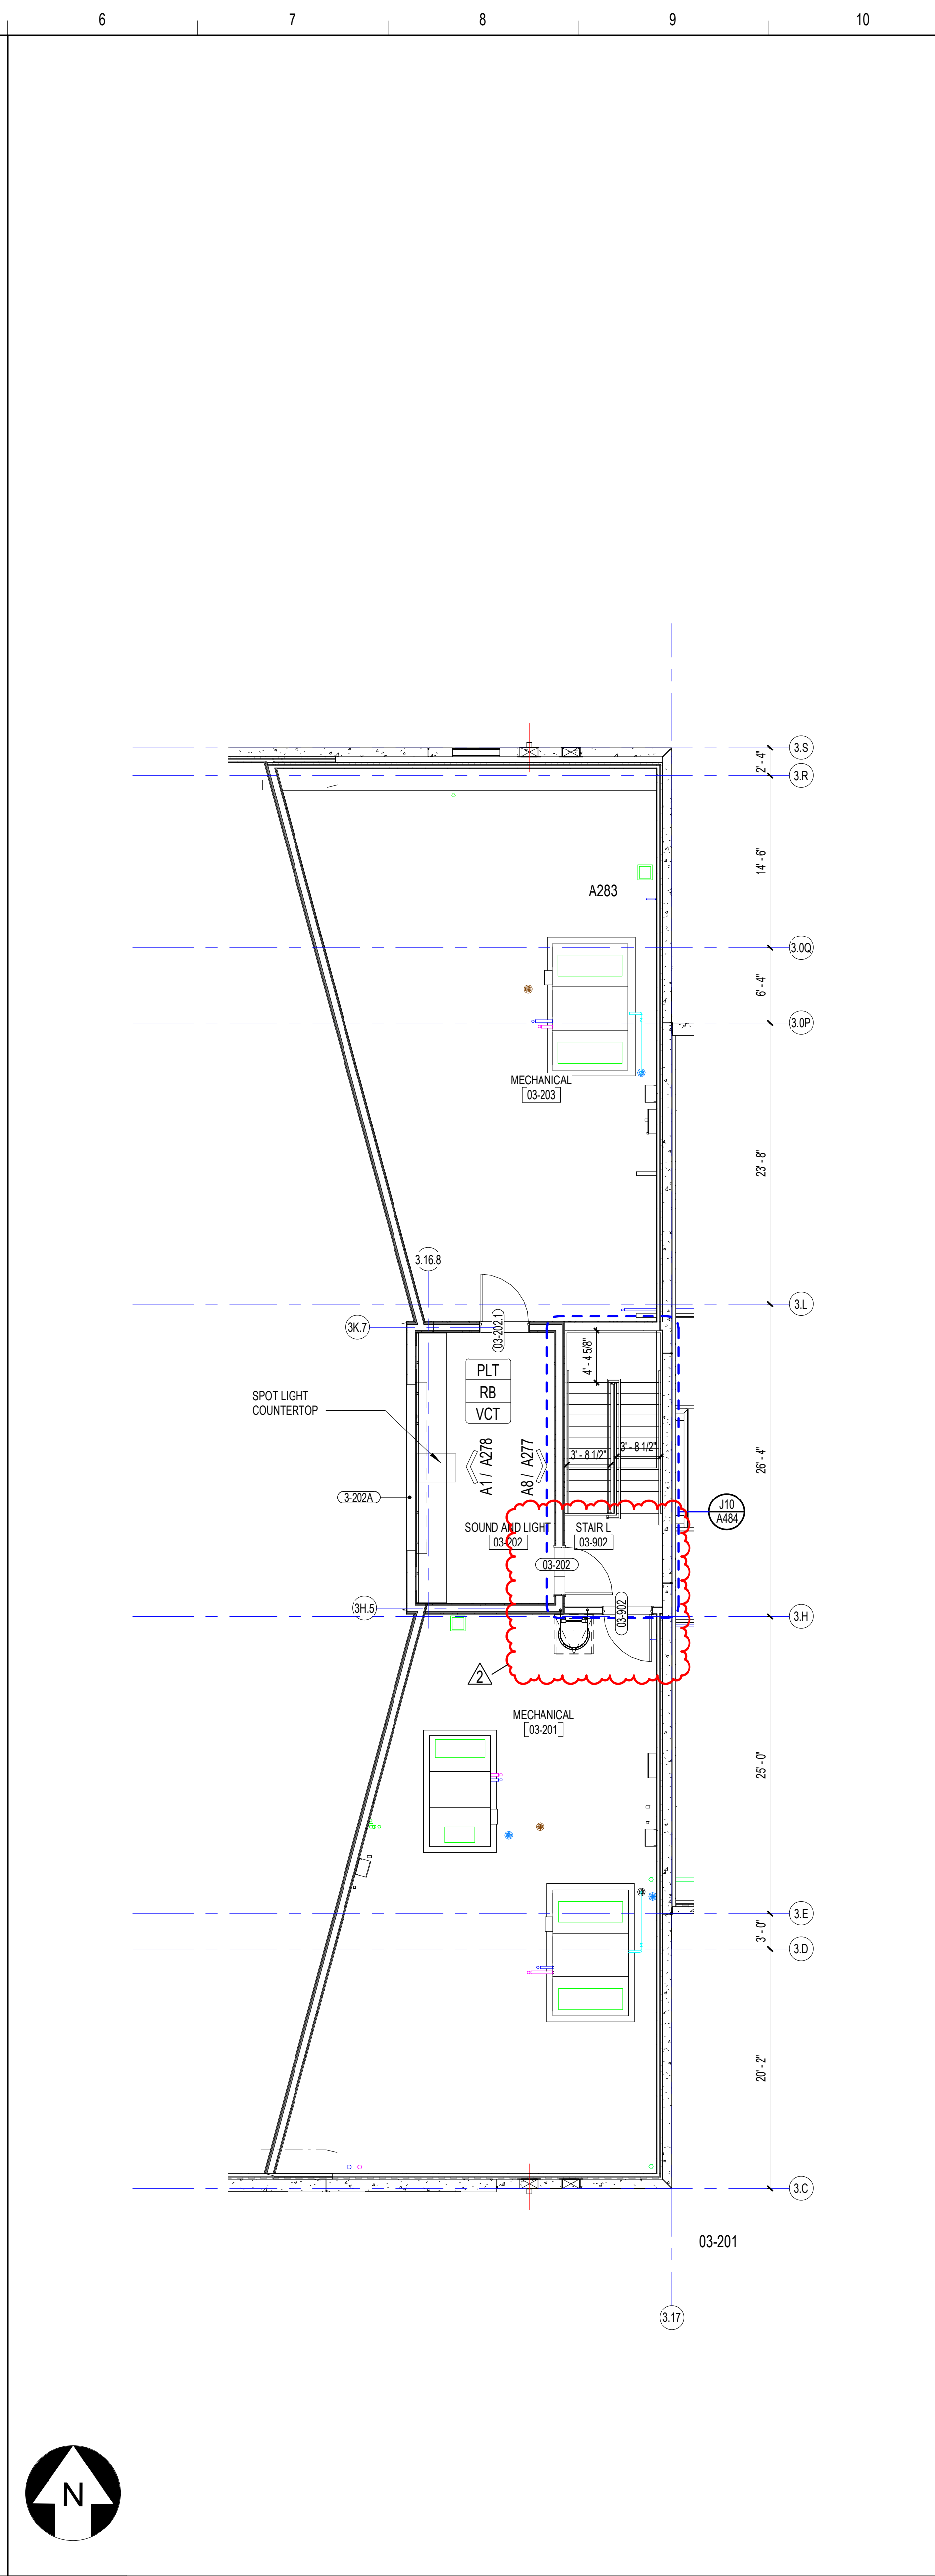 6 7 8 9 10
3.S
2' - 4"
3.R
14' - 6"
A283
3.0Q
6' - 4"
3.0P
MECHANICAL
03-203
23' - 8"
3.16.8
3.L
3K.7
03-202.1
4' - 4 5/8"
PLT
RB
VCT
SPOT LIGHT
COUNTERTOP
A1 / A278
A8 / A277
3' - 8 1/2"
3' - 8 1/2"
26' - 4"
3-202A
J10
A484
SOUND AND LIGHT
03-202
STAIR L
03-902
03-202
03-902
3H.5
3.H
2
MECHANICAL
03-201
25' - 0"
3.E
3' - 0"
3.D
20' - 2"
3.C
03-201
3.17
N